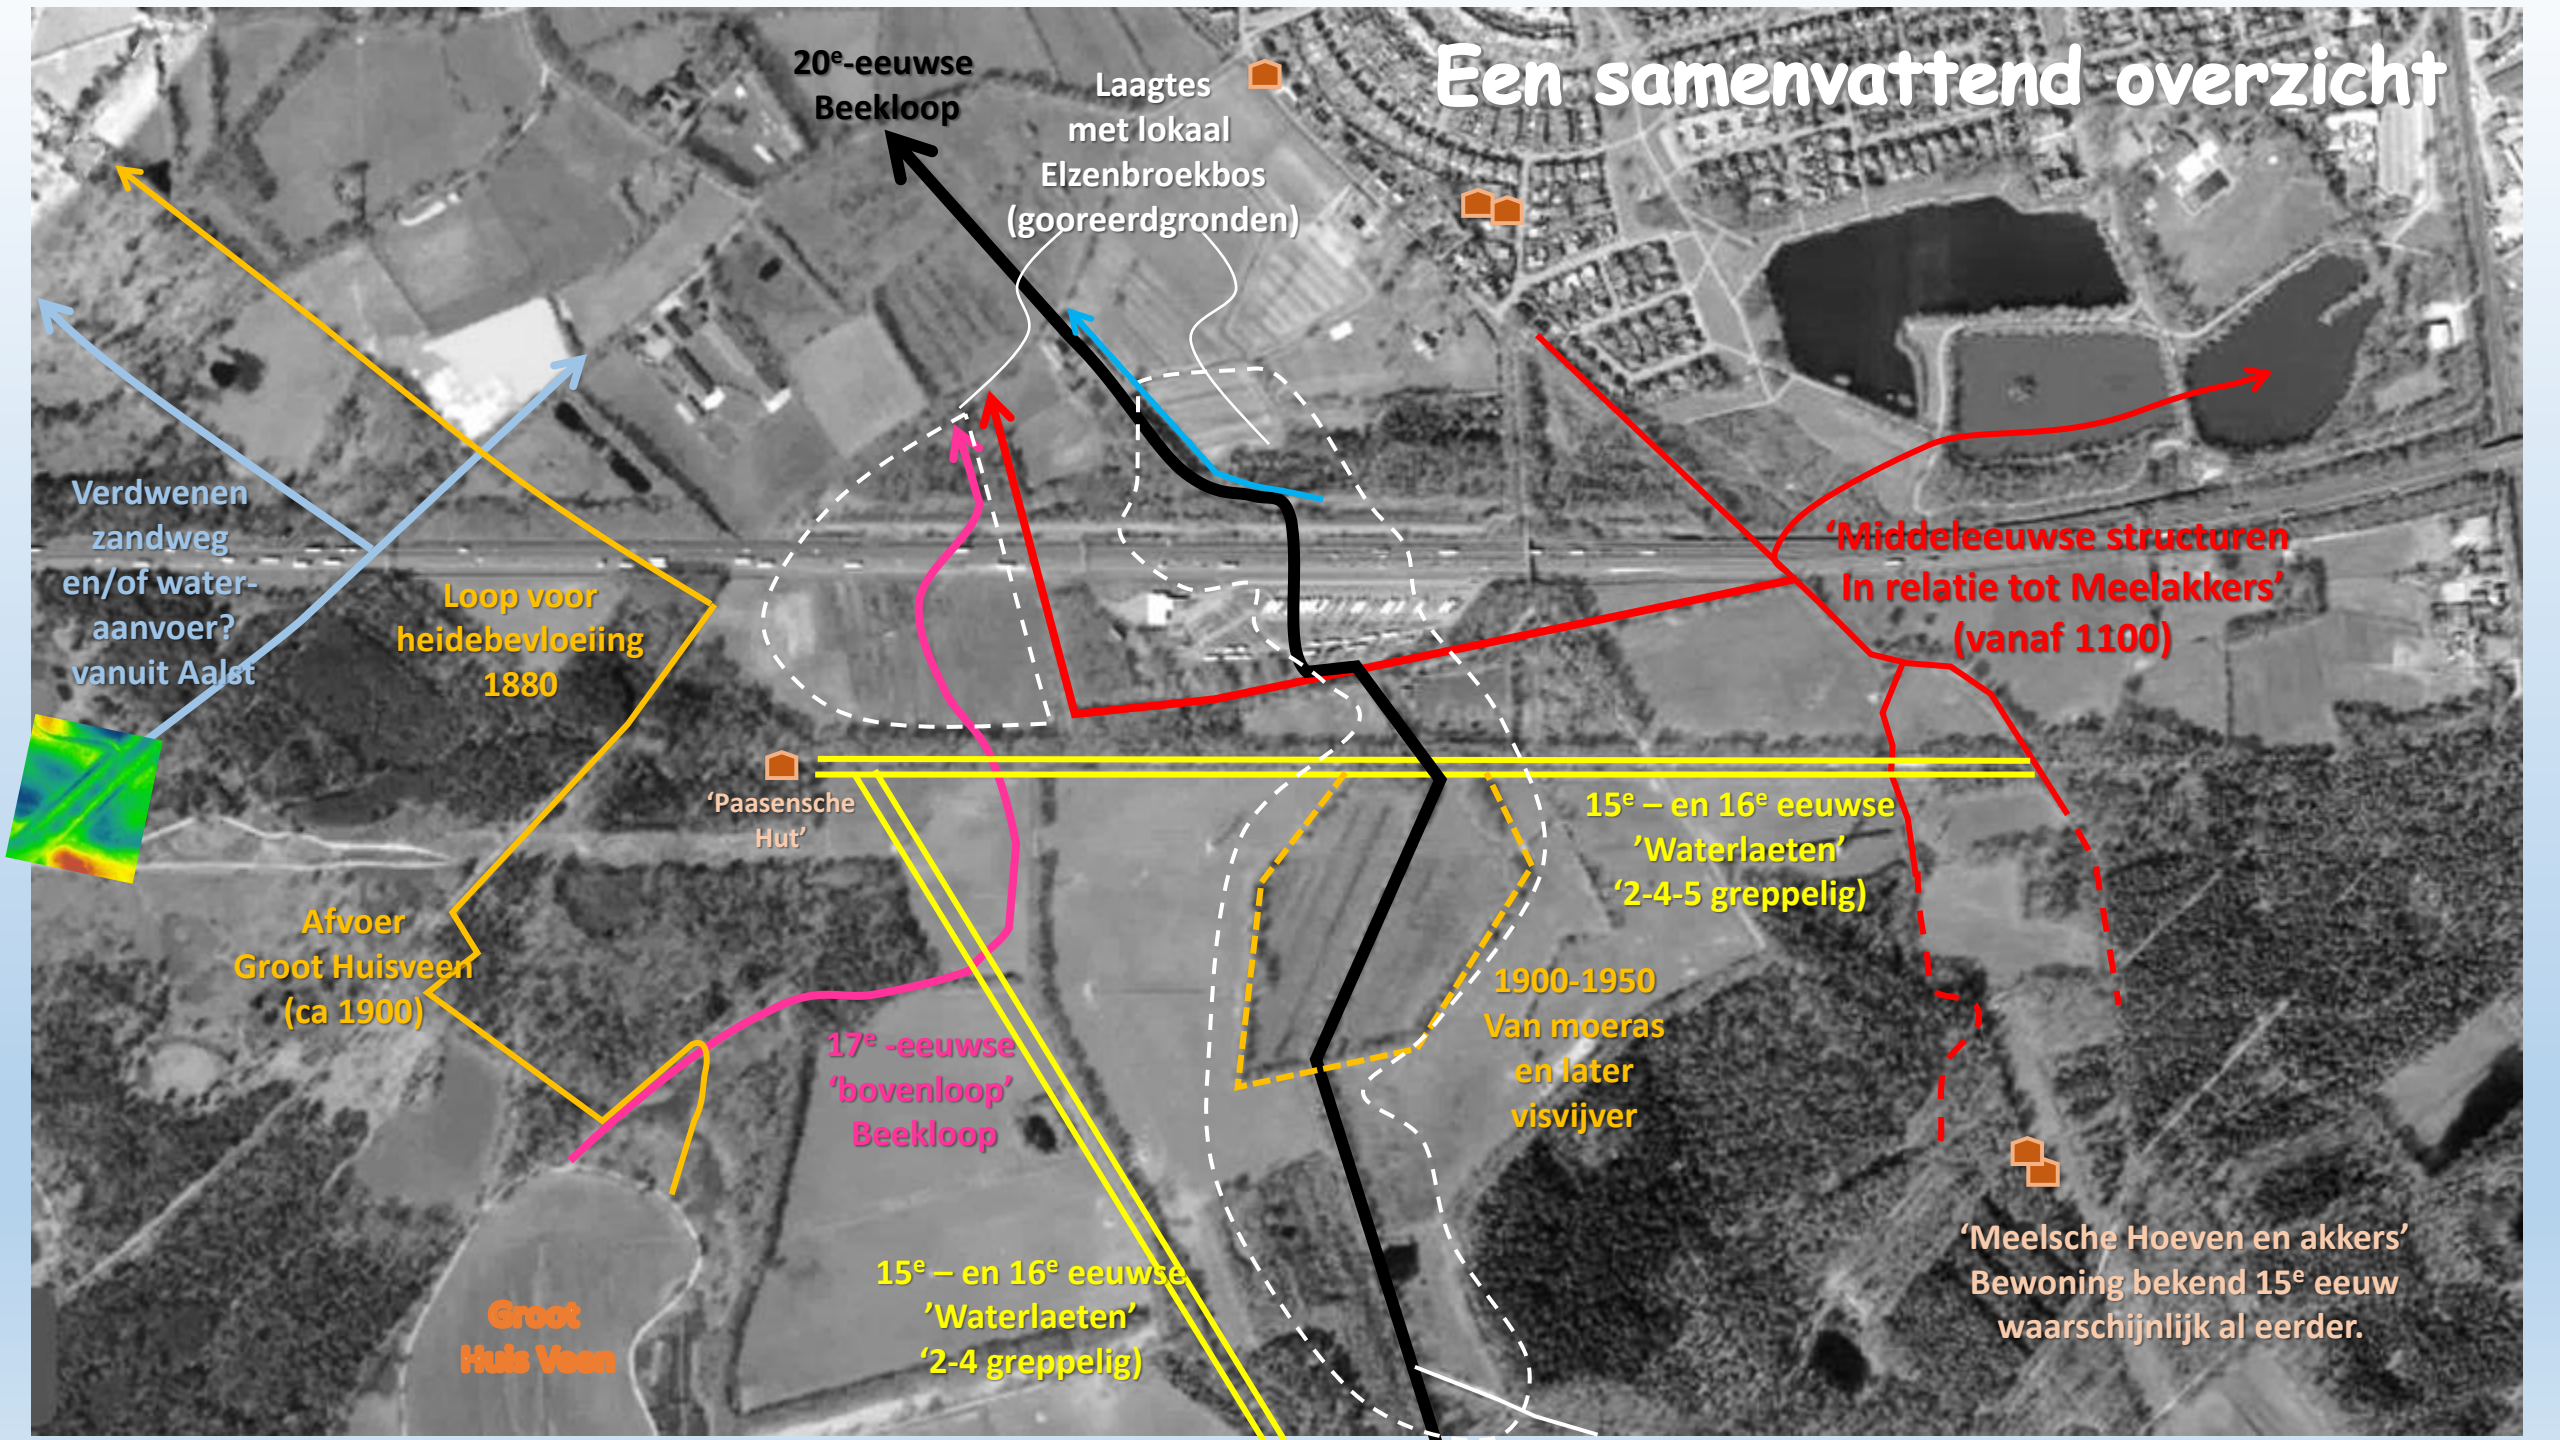 Een samenvattend overzicht
20e-eeuwse
Beekloop
Laagtes
met lokaal
Elzenbroekbos
(gooreerdgronden)
Verdwenen
zandweg
en/of water-
aanvoer?
vanuit Aalst
Loop voor
heidebevloeiing
1880
‘Middeleeuwse structuren
In relatie tot Meelakkers’
(vanaf 1100)
‘Paasensche
Hut’
15e – en 16e eeuwse
’Waterlaeten’
‘2-4-5 greppelig)
Afvoer
Groot Huisveen
(ca 1900)
1900-1950
Van moeras
en later
visvijver
17e -eeuwse
‘bovenloop’
Beekloop
15e – en 16e eeuwse
’Waterlaeten’
‘2-4 greppelig)
‘Meelsche Hoeven en akkers’
Bewoning bekend 15e eeuw
waarschijnlijk al eerder.
Groot
Huis Veen